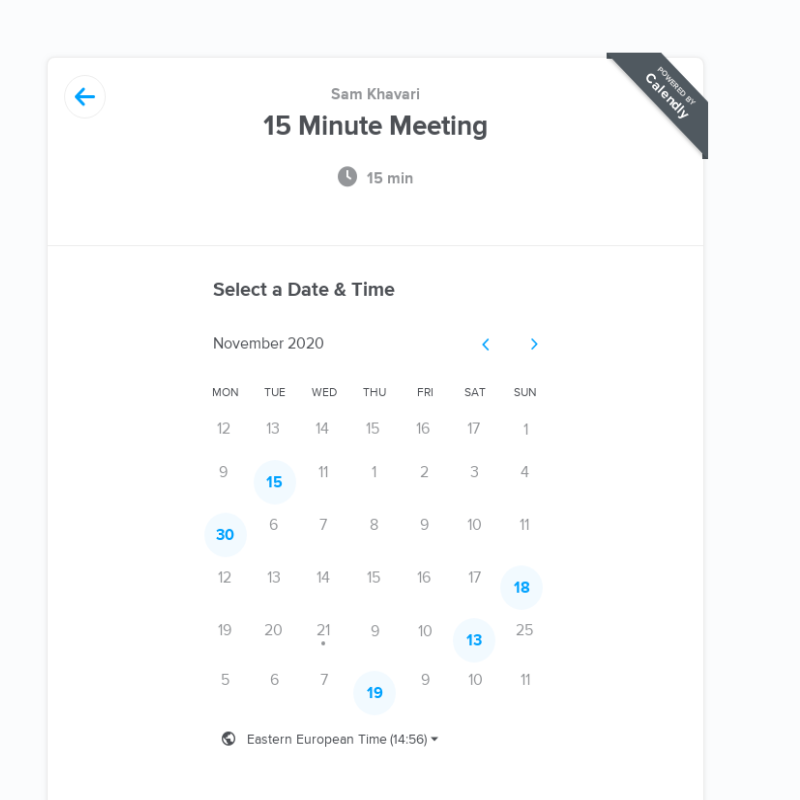 POWERED BY
Calendly
Sam Khavari
15 Minute Meeting
15 min
Select a Date & Time
November 2020
MON TUE WED THU FRI SAT SUN
12 13 14 15 16 17 1
9 15 11 1 2 3 4
30 6 7 8 9 10 11
12 13 14 15 16 17 18
19 20 21 9 10 13 25
5 6 7 19 9 10 11
Eastern European Time (14:56)